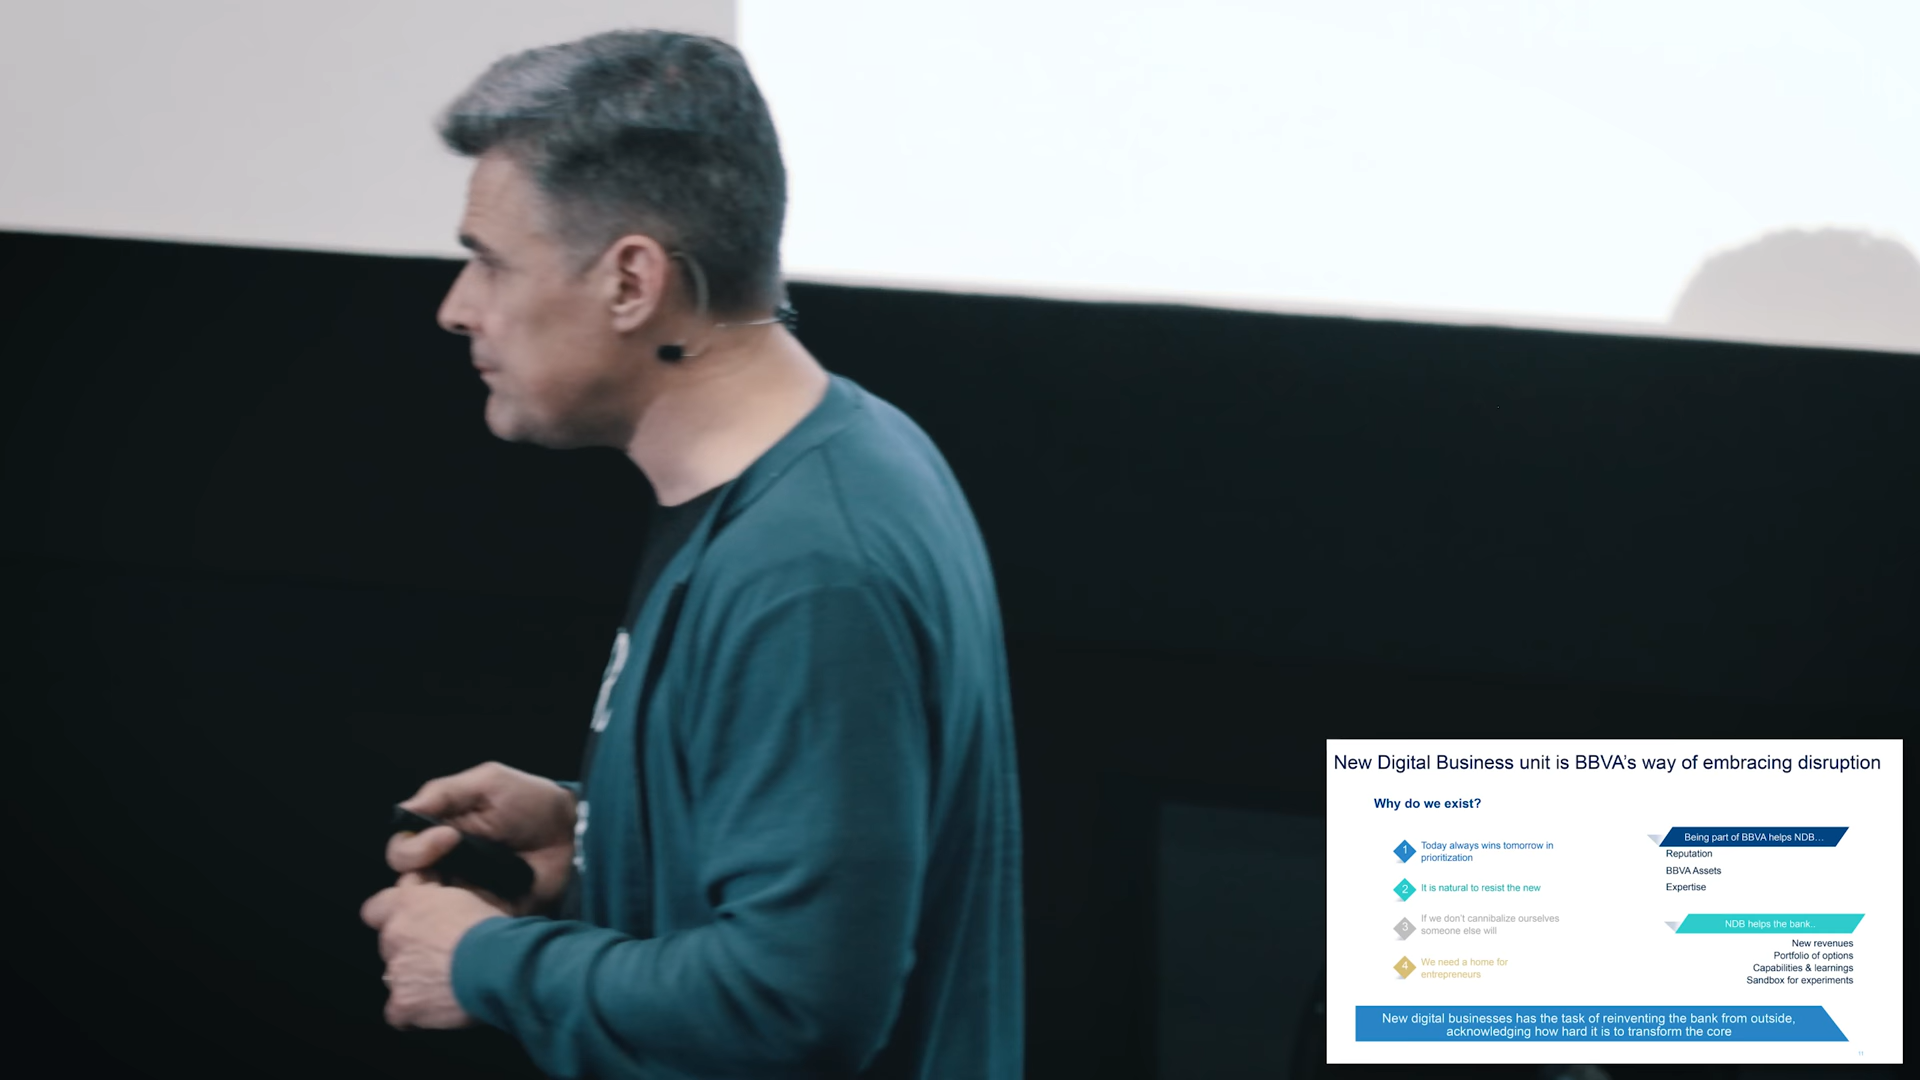 New Digital Business unit is BBVA's way of embracing disruption
Why do we exist?
1
Today always wins tomorrow in
prioritization
2
It is natural to resist the new
3
If we don't cannibalize ourselves
someone else will
4
We need a home for
entrepreneurs
Being part of BBVA helps NDB...
Reputation
BBVA Assets
Expertise
NDB helps the bank..
New revenues
Portfolio of options
Capabilities & learnings
Sandbox for experiments
New digital businesses has the task of reinventing the bank from outside,
acknowledging how hard it is to transform the core
11